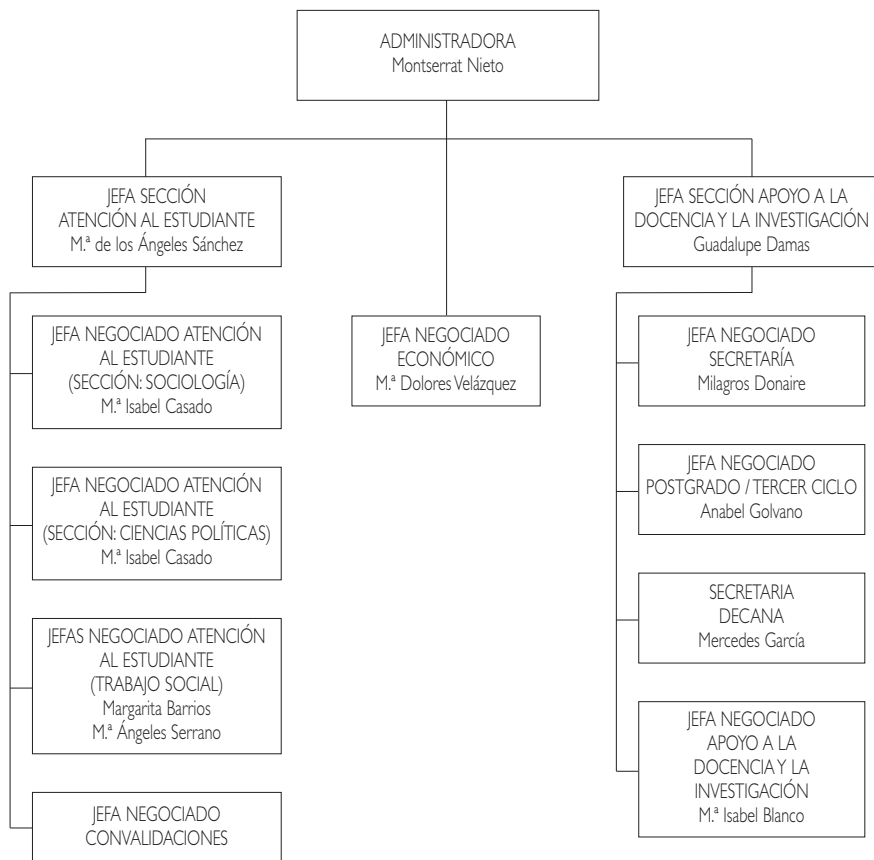 ADMINISTRADORA
Montserrat Nieto
JEFA SECCIÓN
ATENCIÓN AL ESTUDIANTE
M.ª de los Ángeles Sánchez
JEFA SECCIÓN APOYO A LA
DOCENCIA Y LA INVESTIGACIÓN
Guadalupe Damas
JEFA NEGOCIADO ATENCIÓN
AL ESTUDIANTE
(SECCIÓN: SOCIOLOGÍA)
M.ª Isabel Casado
JEFA NEGOCIADO
ECONÓMICO
M.ª Dolores Velázquez
JEFA NEGOCIADO
SECRETARÍA
Milagros Donaire
JEFA NEGOCIADO ATENCIÓN
AL ESTUDIANTE
(SECCIÓN: CIENCIAS POLÍTICAS)
M.ª Isabel Casado
JEFA NEGOCIADO
POSTGRADO / TERCER CICLO
Anabel Golvano
SECRETARIA
DECANA
Mercedes García
JEFAS NEGOCIADO ATENCIÓN
AL ESTUDIANTE
(TRABAJO SOCIAL)
Margarita Barrios
M.ª Ángeles Serrano
JEFA NEGOCIADO
APOYO A LA
DOCENCIA Y LA
INVESTIGACIÓN
M.ª Isabel Blanco
JEFA NEGOCIADO
CONVALIDACIONES